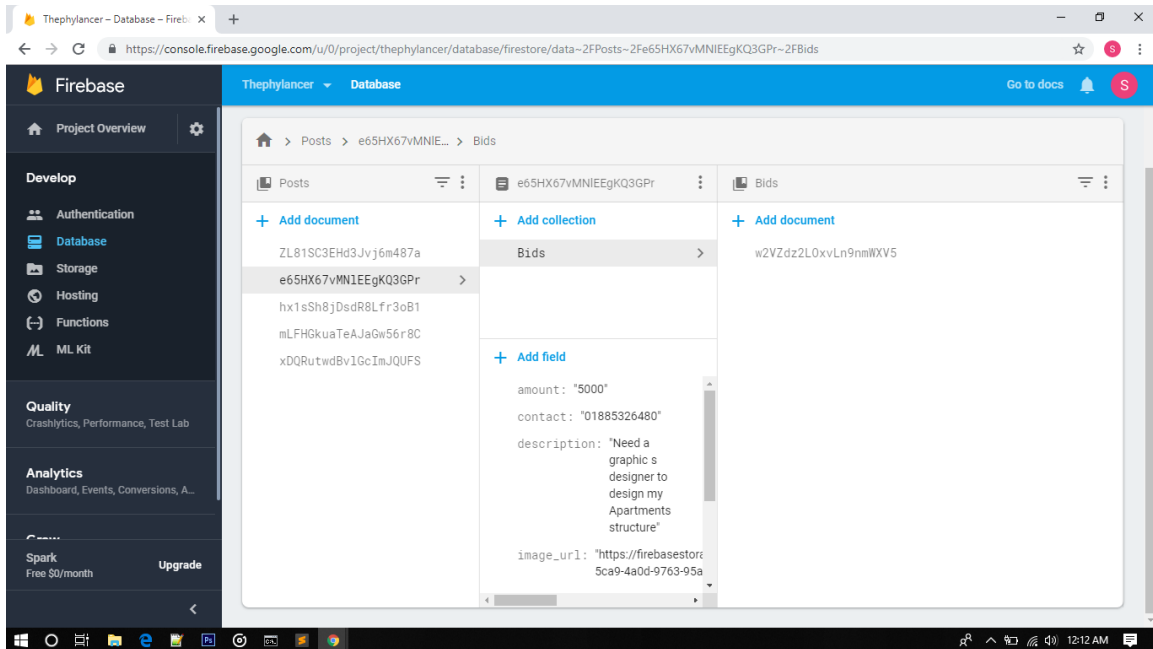 Thephylancer – Database – Fireb
https://console.firebase.google.com/u/0/project/thephylancer/database/firestore/data~2FPosts~2Fe65HX67vMNlEEgKQ3GPr~2FBids
S
Firebase
Thephylancer
Database
Go to docs
S
Project Overview
Develop
Authentication
Database
Storage
Hosting
Functions
ML Kit
Quality
Crashlytics, Performance, Test Lab
Analytics
Dashboard, Events, Conversions, A...
Spark
Free $0/month
Upgrade
Posts > e65HX67vMNlE... > Bids
Posts
Add document
ZL81SC3EHd3Jvj6m487a
e65HX67vMNlEEgKQ3GPr
hx1sSh8jDsdR8Lfr3oB1
mLFHGkuaTeAJaGw56r8C
xDQRutwdBvlGcImJQUFS
e65HX67vMNlEEgKQ3GPr
Add collection
Bids
Add field
amount: "5000"
contact: "01885326480"
description: "Need a
graphic s
designer to
design my
Apartments
structure"
image_url: "https://firebasestora
5ca9-4a0d-9763-95a
Bids
Add document
w2VZdz2LOxvLn9nmWXV5
12:12 AM